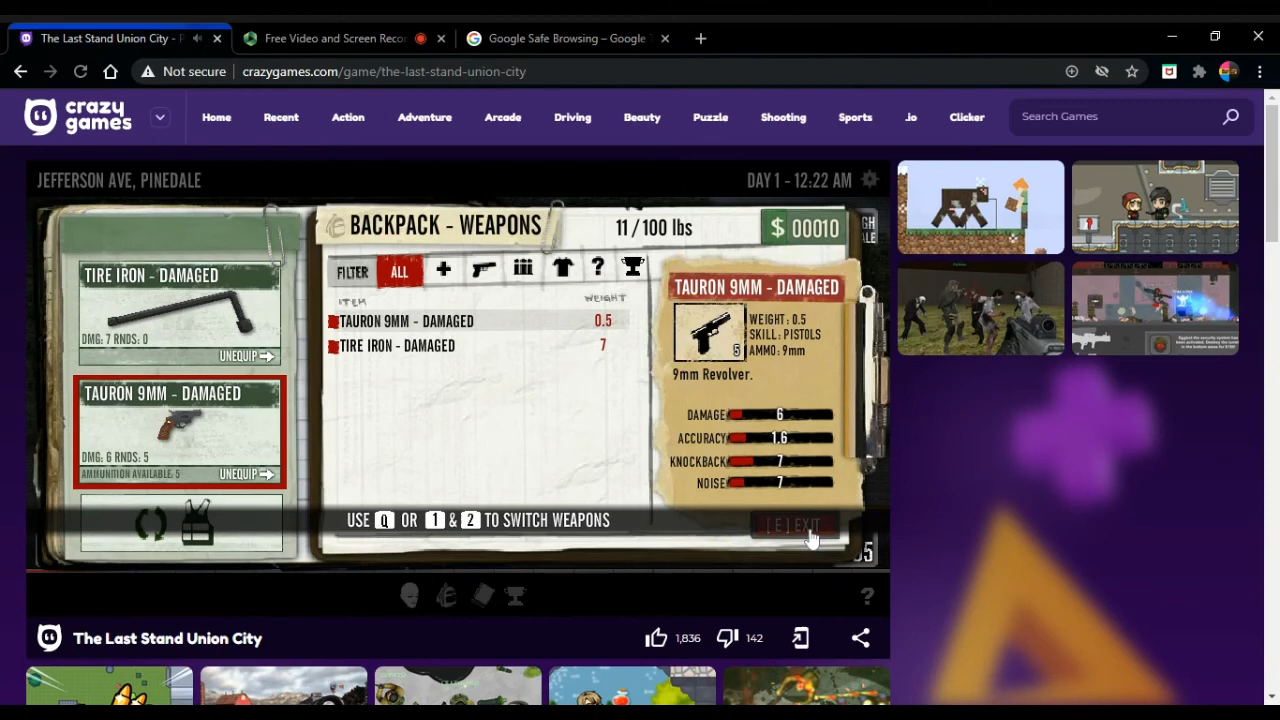 The Last Stand Union City - P
Free Video and Screen Recor
Google Safe Browsing – Google T
Not secure
crazygames.com/game/the-last-stand-union-city
crazy games
Home
Recent
Action
Adventure
Arcade
Driving
Beauty
Puzzle
Shooting
Sports
.io
Clicker
Search Games
JEFFERSON AVE, PINEDALE
DAY 1 - 12:22 AM
BACKPACK - WEAPONS
11 / 100 lbs
$ 00010
TIRE IRON - DAMAGED
DMG: 7 RNDS: 0
UNEQUIP
TAURON 9MM - DAMAGED
DMG: 6 RNDS: 5
AMMUNITION AVAILABLE: 5
UNEQUIP
FILTER
ALL
?
ITEM
WEIGHT
TAURON 9MM - DAMAGED
0.5
TIRE IRON - DAMAGED
7
TAURON 9MM - DAMAGED
5
WEIGHT: 0.5
SKILL: PISTOLS
AMMO: 9mm
9mm Revolver.
DAMAGE 6
ACCURACY 1.6
KNOCKBACK 7
NOISE 7
USE Q OR 1 & 2 TO SWITCH WEAPONS
[ E ] EXIT
?
The Last Stand Union City
1,836
142